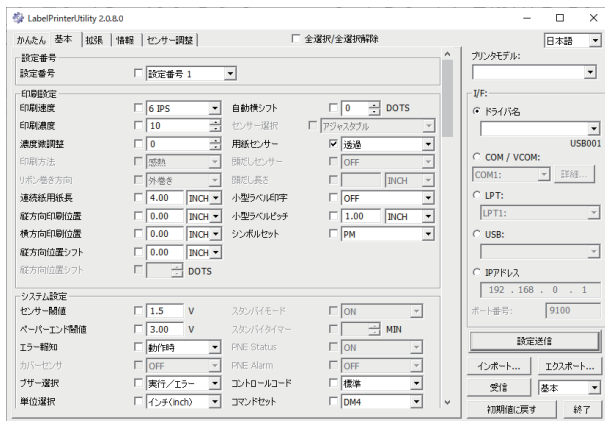 LabelPrinterUtility 2.0.8.0
かんたん 基本 拡張 情報 センサー調整 全選択/全選択解除 日本語
設定番号
設定番号 設定番号 1
印刷設定
印刷速度 6 IPS 自動横シフト 0 DOTS
印刷濃度 10 センサー選択 アジャスタブル
濃度微調整 0 用紙センサー 透過
印刷方法 感熱 頭だしセンサー OFF
リボン巻き方向 外巻き 頭だし長さ INCH
連続紙用紙長 4.00 INCH 小型ラベル印字 OFF
縦方向印刷位置 0.00 INCH 小型ラベルピッチ 1.00 INCH
横方向印刷位置 0.00 INCH シンボルセット PM
縦方向位置シフト 0.00 INCH
縦方向位置シフト DOTS
システム設定
センサー閾値 1.5 V スタンバイモード ON
ペーパーエンド閾値 3.00 V スタンバイタイマー MIN
エラー報知 動作時 PNE Status ON
カバーセンサ OFF PNE Alarm OFF
ブザー選択 実行/エラー コントロールコード 標準
単位選択 インチ(inch) コマンドセット DM4
プリンタモデル:
I/F:
ドライバ名
USB001
COM / VCOM:
COM1: 詳細...
LPT:
LPT1:
USB:
IPアドレス
192 . 168 . 0 . 1
ポート番号: 9100
設定送信
インポート... エクスポート...
受信 基本
初期値に戻す 終了